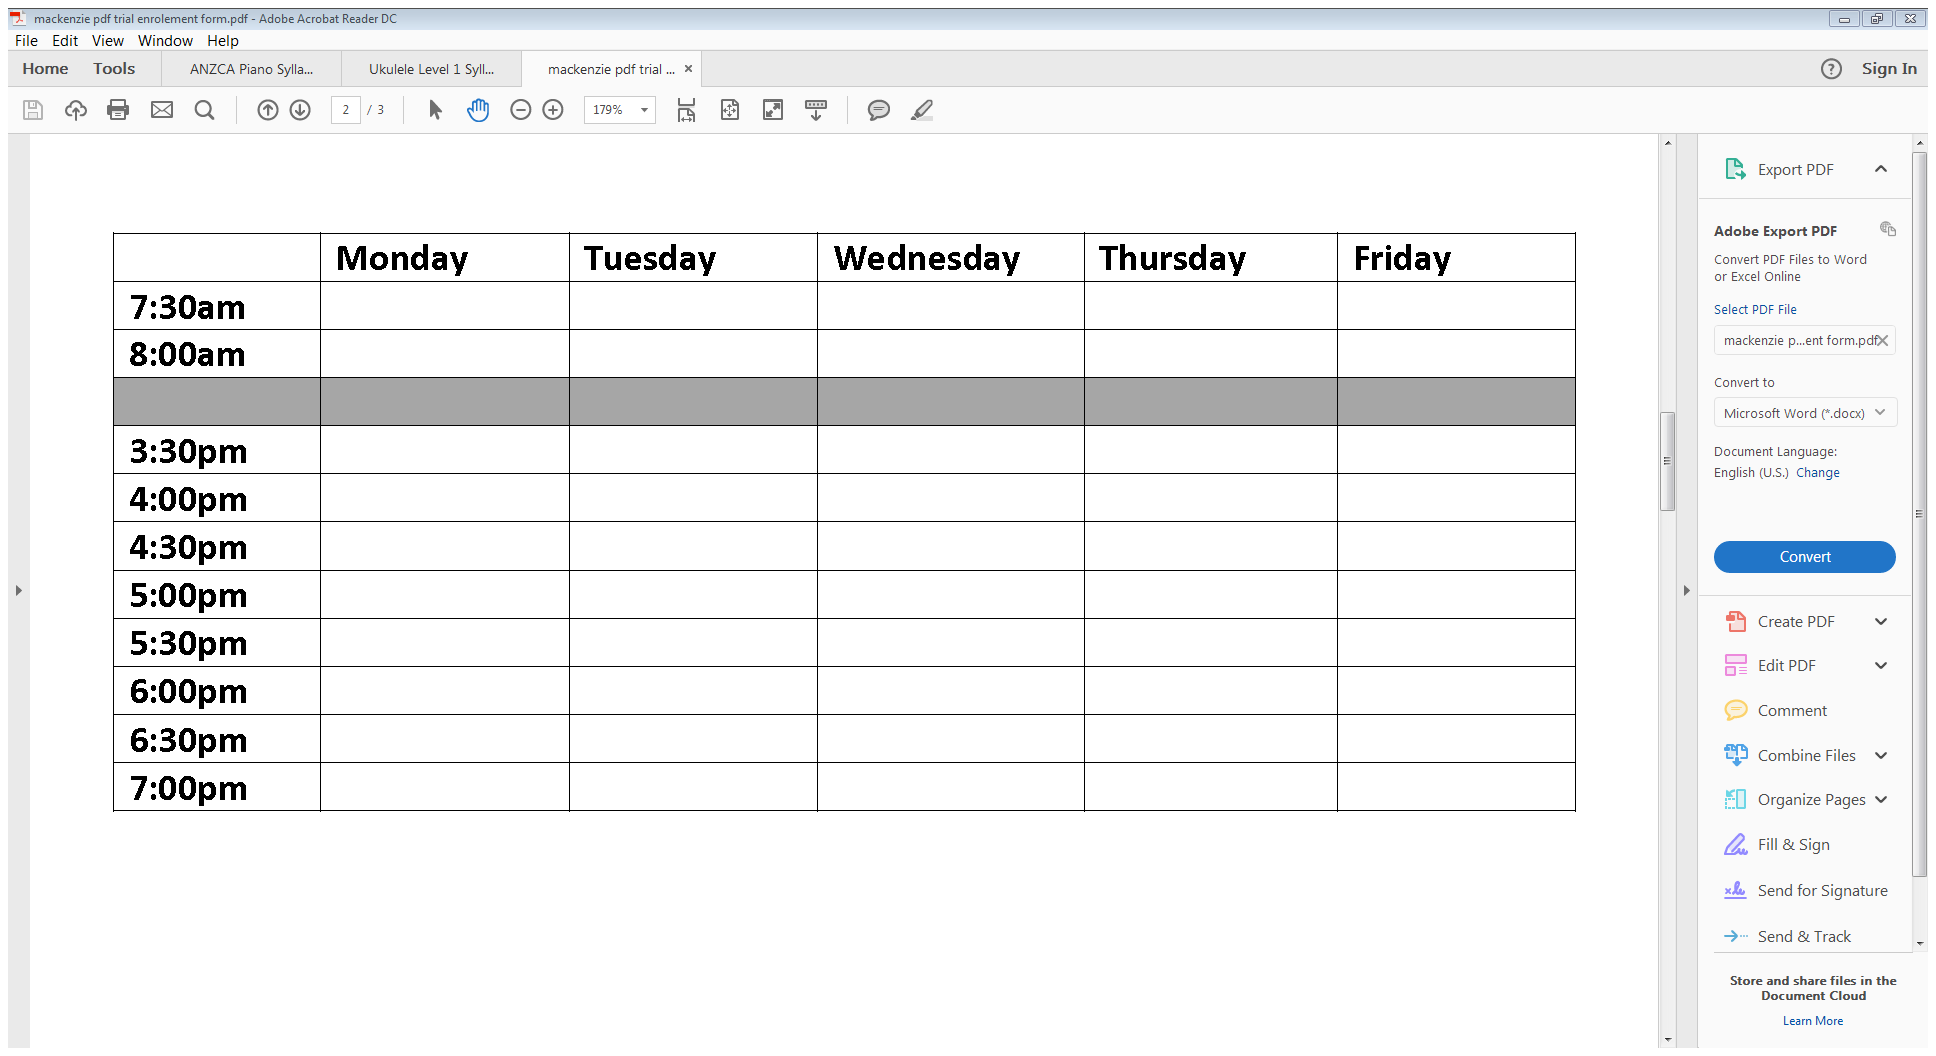 mackenzie pdf trial enrolement form.pdf - Adobe Acrobat Reader DC
File Edit View Window Help
Home Tools ANZCA Piano Sylla... Ukulele Level 1 Syll... mackenzie pdf trial ... × ? Sign In
2 / 3 179%
Monday Tuesday Wednesday Thursday Friday
7:30am
8:00am
3:30pm
4:00pm
4:30pm
5:00pm
5:30pm
6:00pm
6:30pm
7:00pm
Export PDF
Adobe Export PDF
Convert PDF Files to Word
or Excel Online
Select PDF File
mackenzie p...ent form.pdf
Convert to
Microsoft Word (*.docx)
Document Language:
English (U.S.) Change
Convert
Create PDF
Edit PDF
Comment
Combine Files
Organize Pages
Fill & Sign
Send for Signature
Send & Track
Store and share files in the
Document Cloud
Learn More